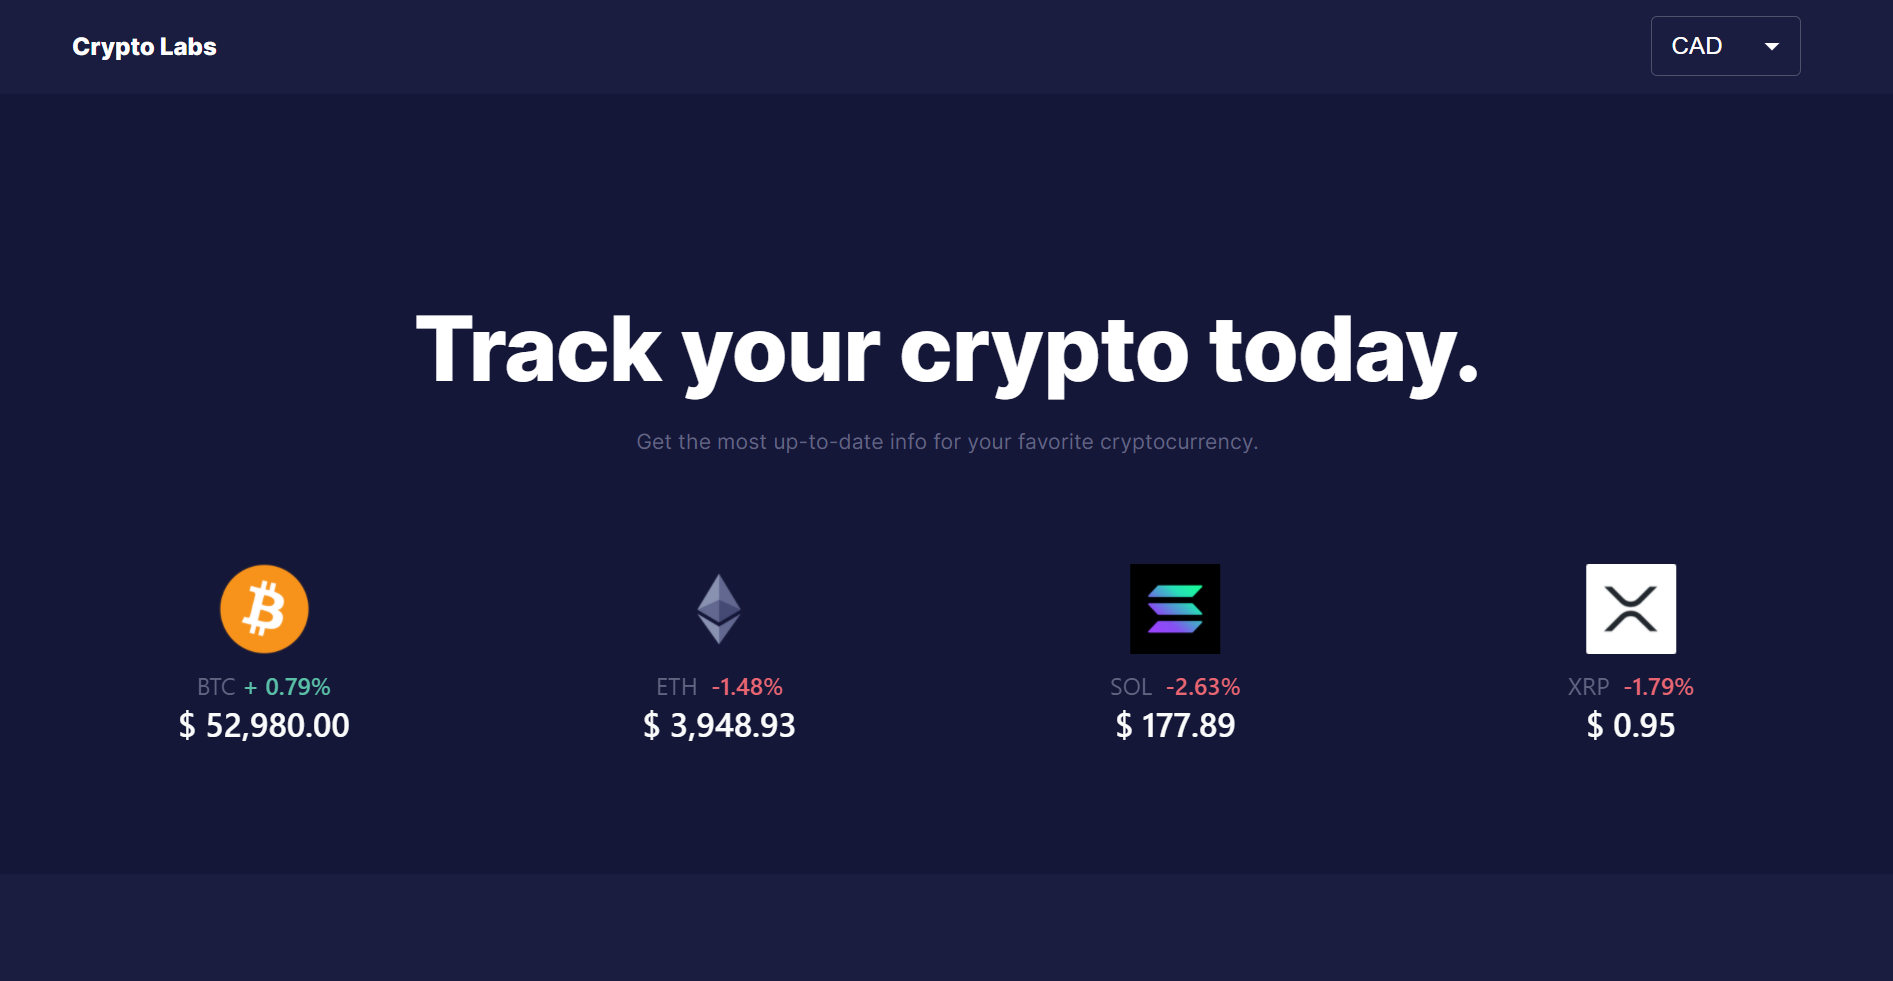 Crypto Labs
CAD
Track your crypto today.
Get the most up-to-date info for your favorite cryptocurrency.
BTC + 0.79%
$ 52,980.00
ETH -1.48%
$ 3,948.93
SOL -2.63%
$ 177.89
XRP -1.79%
$ 0.95